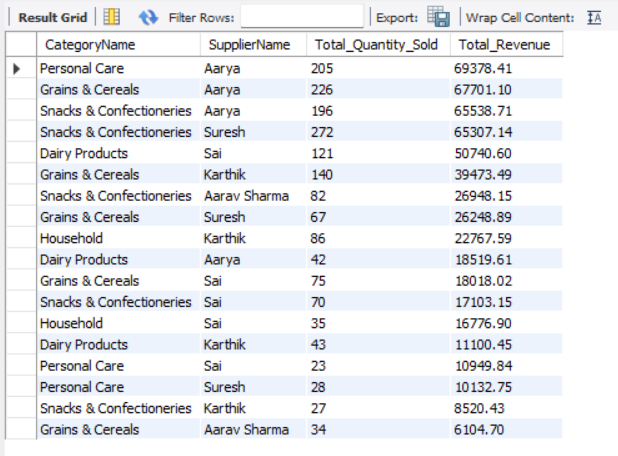 Result Grid Filter Rows: Export: Wrap Cell Content:
CategoryName SupplierName Total_Quantity_Sold Total_Revenue
Personal Care Aarya 205 69378.41
Grains & Cereals Aarya 226 67701.10
Snacks & Confectioneries Aarya 196 65538.71
Snacks & Confectioneries Suresh 272 65307.14
Dairy Products Sai 121 50740.60
Grains & Cereals Karthik 140 39473.49
Snacks & Confectioneries Aarav Sharma 82 26948.15
Grains & Cereals Suresh 67 26248.89
Household Karthik 86 22767.59
Dairy Products Aarya 42 18519.61
Grains & Cereals Sai 75 18018.02
Snacks & Confectioneries Sai 70 17103.15
Household Sai 35 16776.90
Dairy Products Karthik 43 11100.45
Personal Care Sai 23 10949.84
Personal Care Suresh 28 10132.75
Snacks & Confectioneries Karthik 27 8520.43
Grains & Cereals Aarav Sharma 34 6104.70